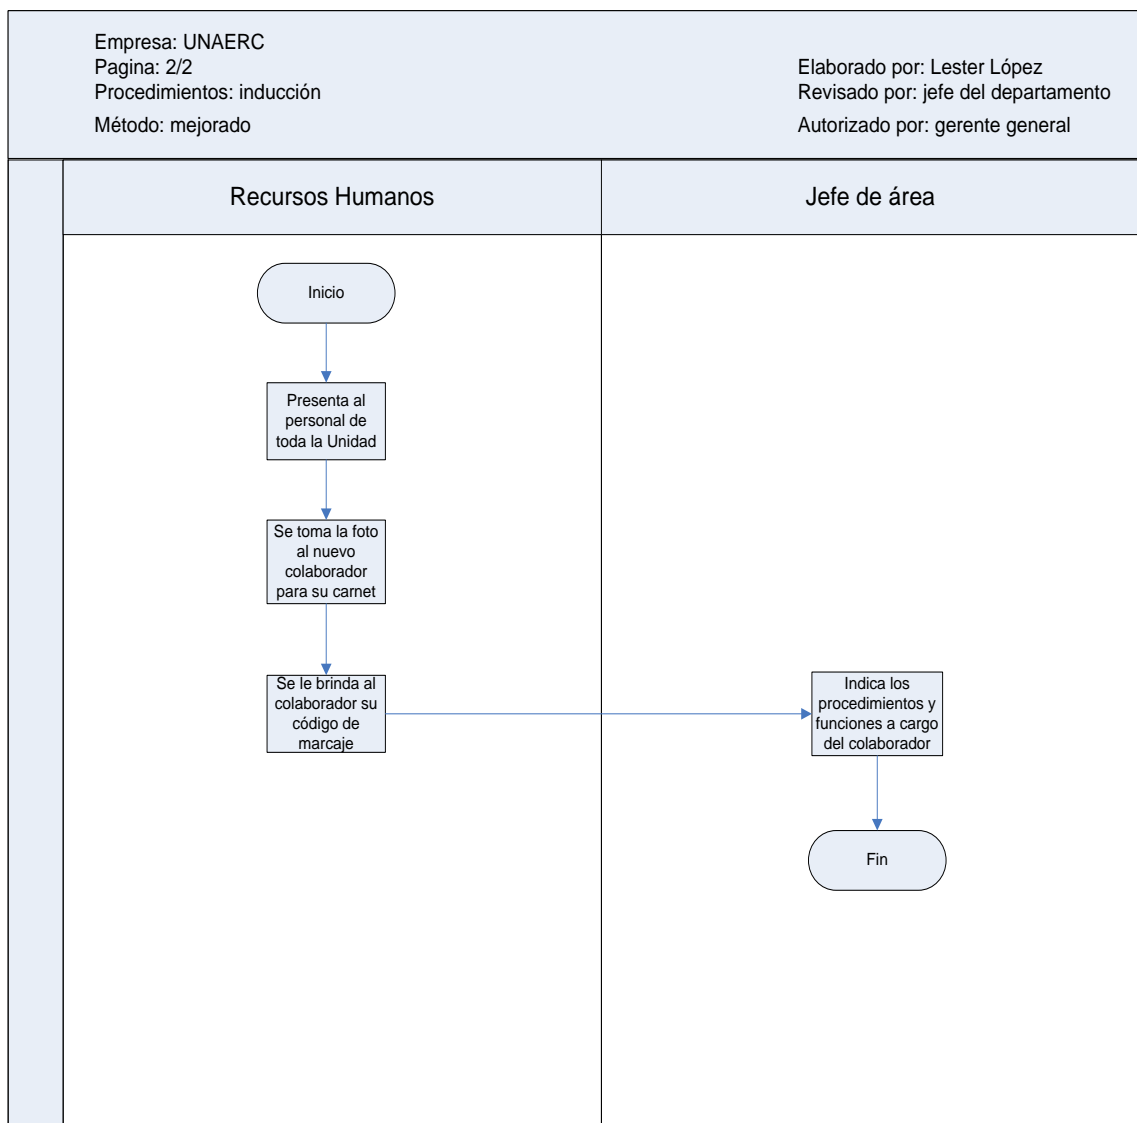 Empresa: UNAERC
Pagina: 2/2
Procedimientos: inducción
Método: mejorado
Elaborado por: Lester López
Revisado por: jefe del departamento
Autorizado por: gerente general
Recursos Humanos
Jefe de área
Inicio
Presenta al
personal de
toda la Unidad
Se toma la foto
al nuevo
colaborador
para su carnet
Se le brinda al
colaborador su
código de
marcaje
Indica los
procedimientos y
funciones a cargo
del colaborador
Fin